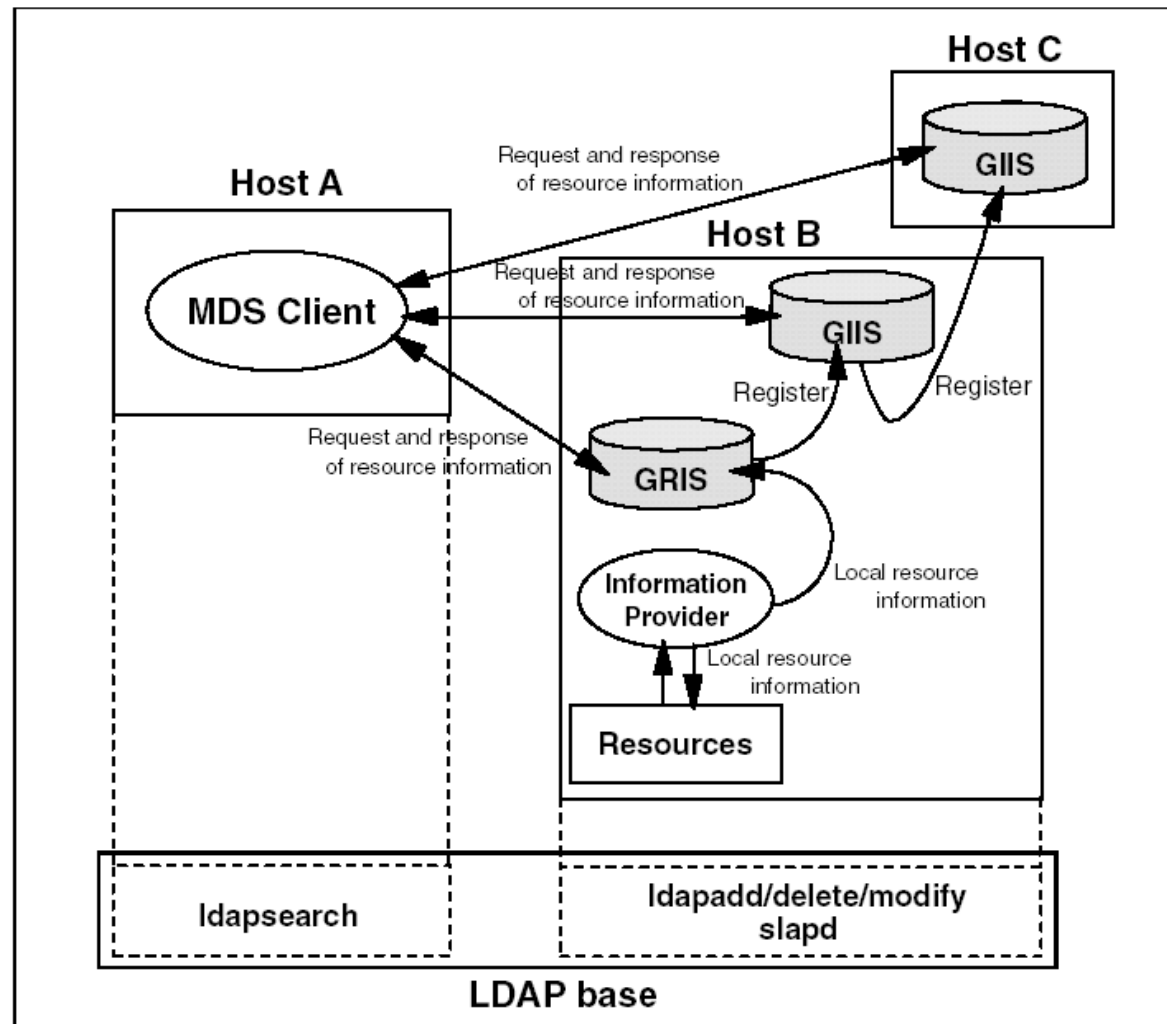 Host C
GIIS
Request and response
of resource information
Host A
MDS Client
Host B
Request and response
of resource information
GIIS
Register
Register
Request and response
of resource information
GRIS
Information
Provider
Local resource
information
Local resource
information
Resources
ldapsearch
ldapadd/delete/modify
slapd
LDAP base